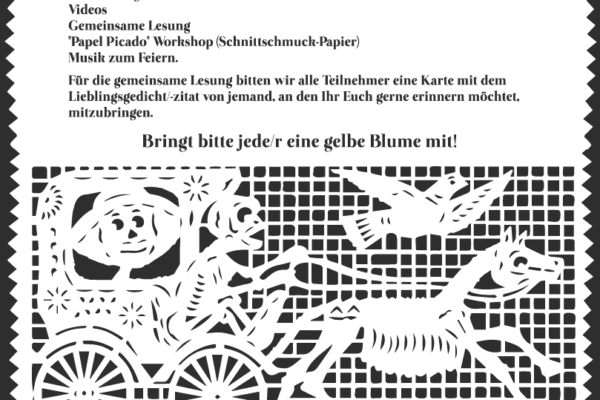 Videos
Gemeinsame Lesung
"Papel Picado" Workshop (Schnittschmuck-Papier)
Musik zum Feiern.
Für die gemeinsame Lesung bitten wir alle Teilnehmer eine Karte mit dem
Lieblingsgedicht/-zitat von jemand, an den Ihr Euch gerne erinnern möchtet,
mitzubringen.
Bringt bitte jede/r eine gelbe Blume mit!